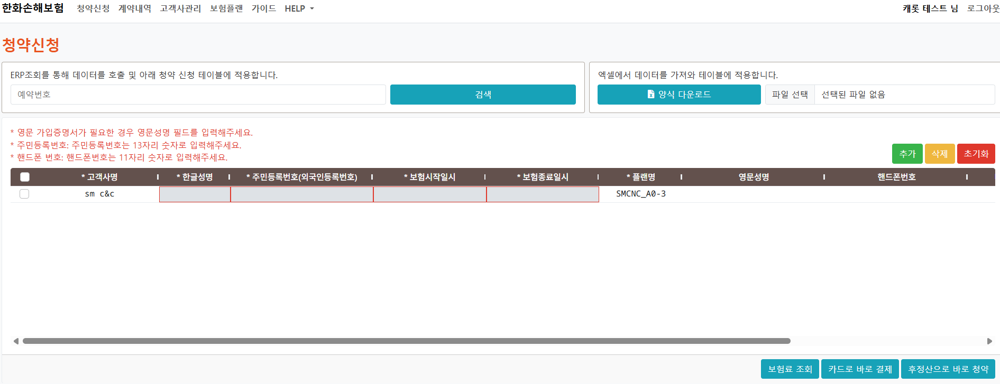 한화손해보험 청약신청 계약내역 고객사관리 보험플랜 가이드 HELP 캐롯 테스트 님 로그아웃
청약신청
ERP조회를 통해 데이터를 호출 및 아래 청약 신청 테이블에 적용합니다.
예약번호 검색
엑셀에서 데이터를 가져와 테이블에 적용합니다.
양식 다운로드 파일 선택 선택된 파일 없음
* 영문 가입증명서가 필요한 경우 영문성명 필드를 입력해주세요.
* 주민등록번호: 주민등록번호는 13자리 숫자로 입력해주세요.
* 핸드폰 번호: 핸드폰번호는 11자리 숫자로 입력해주세요.
추가 삭제 초기화
* 고객사명 * 한글성명 * 주민등록번호(외국인등록번호) * 보험시작일시 * 보험종료일시 * 플랜명 영문성명 핸드폰번호
sm c&c SMCNC_A0-3
보험료 조회 카드로 바로 결제 후정산으로 바로 청약